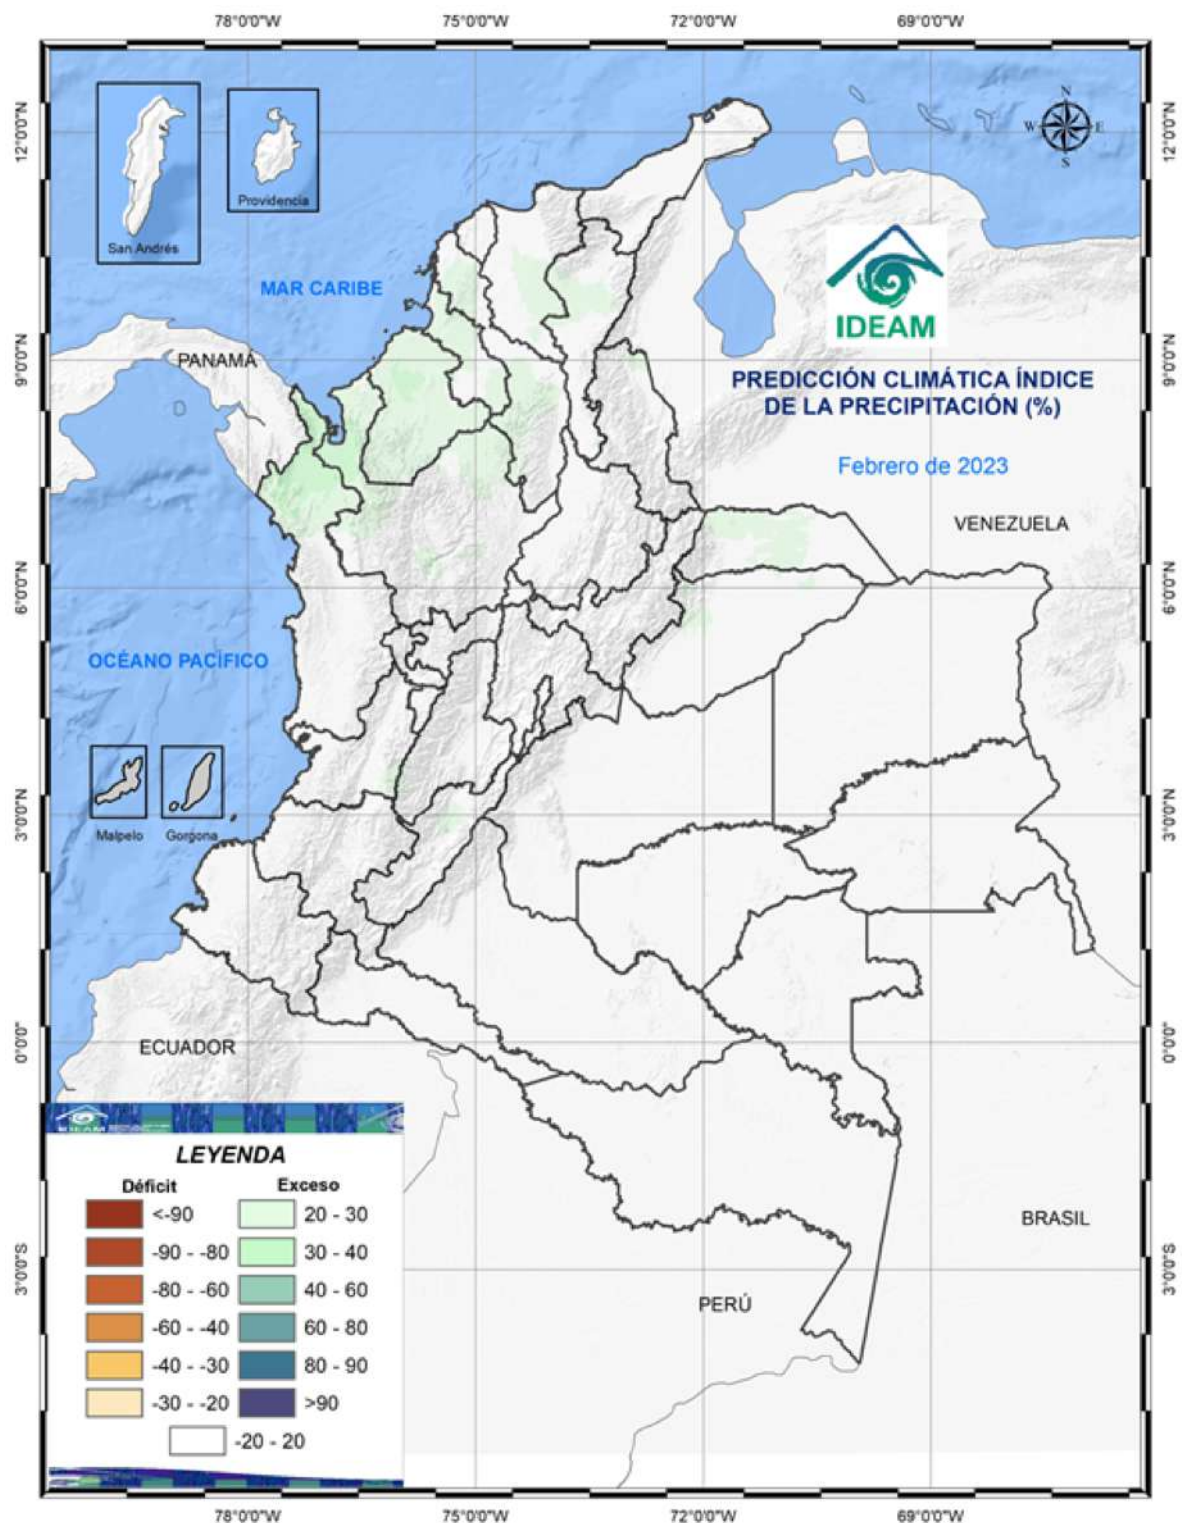 78°0'0"W 75°0'0"W 72°0'0"W 69°0'0"W
12°0'0"N
12°0'0"N
N
W E
S
San Andrés
Providencia
MAR CARIBE
IDEAM
PANAMÁ
9°0'0"N
9°0'0"N
PREDICCIÓN CLIMÁTICA ÍNDICE
DE LA PRECIPITACIÓN (%)
Febrero de 2023
VENEZUELA
6°0'0"N
6°0'0"N
OCÉANO PACÍFICO
3°0'0"N
3°0'0"N
Malpelo
Gorgona
ECUADOR
0°0'0"
0°0'0"
IDEAM
LEYENDA
Déficit Exceso
<-90 20 - 30
-90 - -80 30 - 40
-80 - -60 40 - 60
-60 - -40 60 - 80
-40 - -30 80 - 90
-30 - -20 >90
-20 - 20
BRASIL
PERÚ
3°0'0"S
3°0'0"S
78°0'0"W 75°0'0"W 72°0'0"W 69°0'0"W